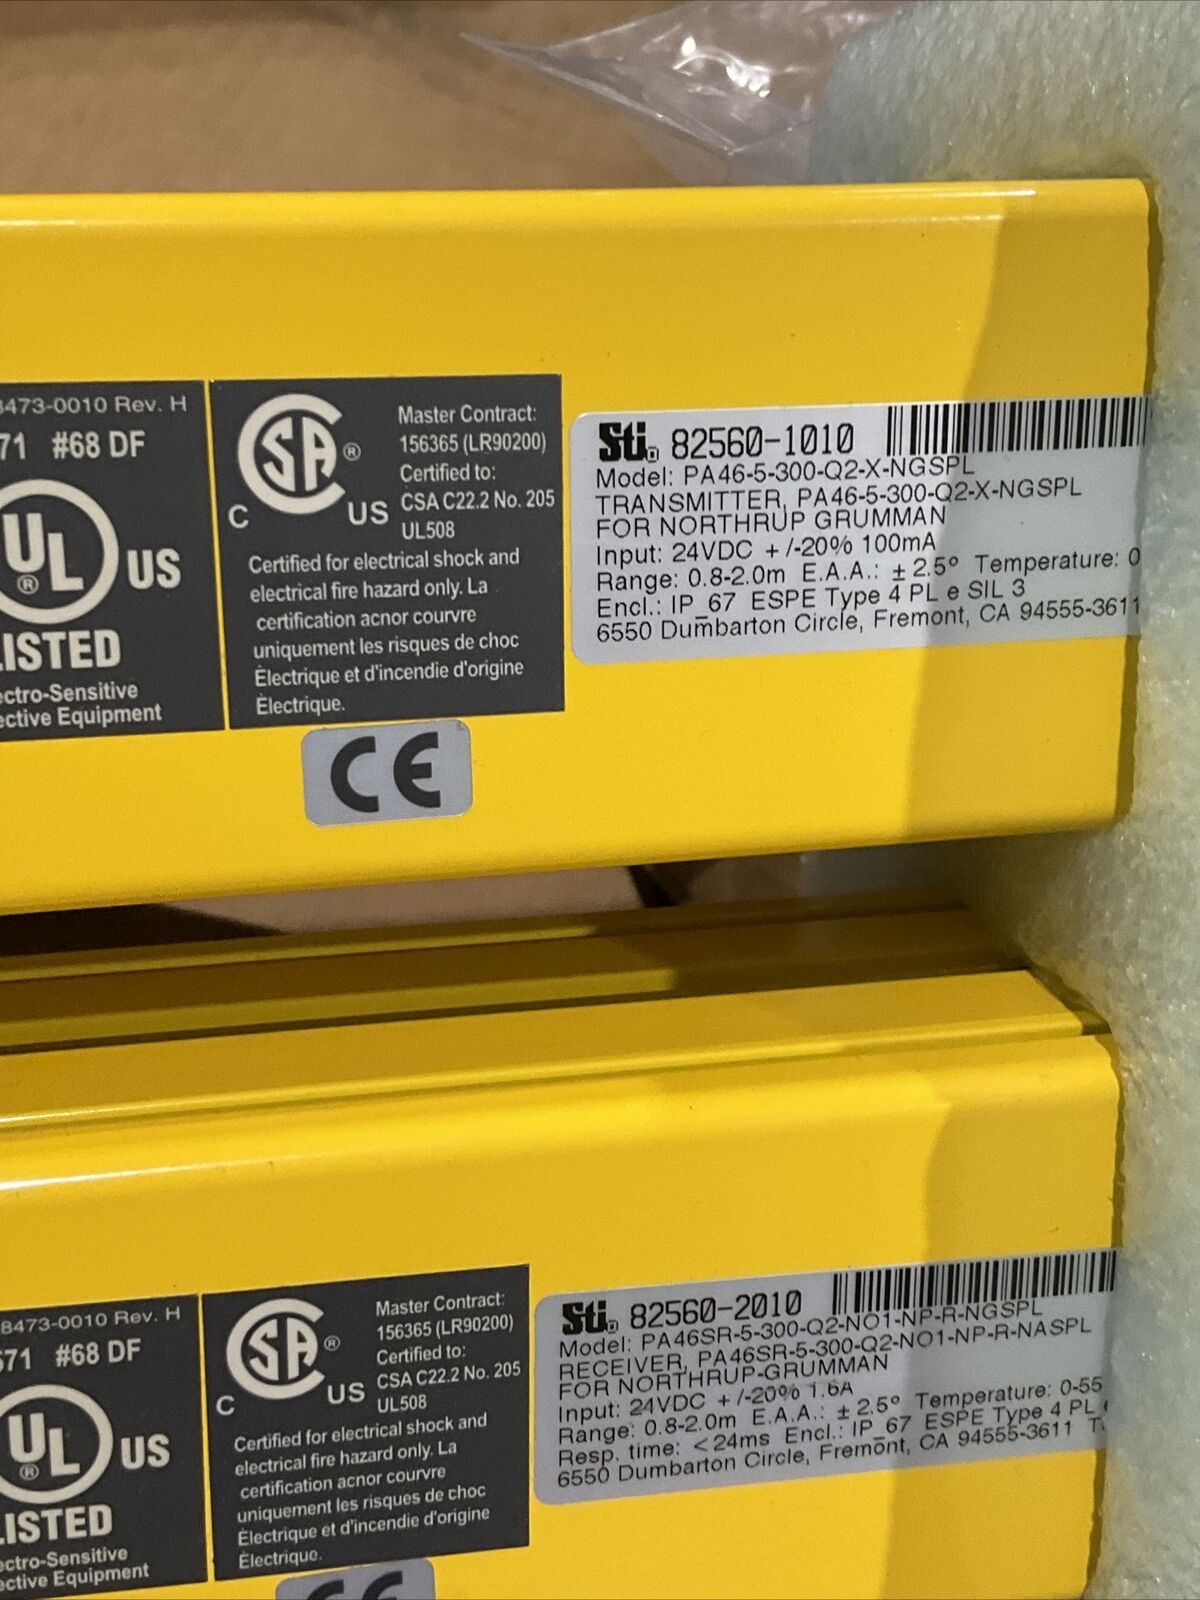 8473-0010 Rev. H
71 #68 DF
UL
®
US
LISTED
ectro-Sensitive
ective Equipment
CSA
®
C US
Master Contract:
156365 (LR90200)
Certified to:
CSA C22.2 No. 205
UL508
Certified for electrical shock and
electrical fire hazard only. La
certification acnor courvre
uniquement les risques de choc
Èlectrique et d'incendie d'origine
Èlectrique.
CE
Sti® 82560-1010
Model: PA46-5-300-Q2-X-NGSPL
TRANSMITTER, PA46-5-300-Q2-X-NGSPL
FOR NORTHRUP GRUMMAN
Input: 24VDC +/-20% 100mA
Range: 0.8-2.0m E.A.A.: ± 2.5° Temperature: 0
Encl.: IP_67 ESPE Type 4 PL e SIL 3
6550 Dumbarton Circle, Fremont, CA 94555-3611
8473-0010 Rev. H
671 #68 DF
UL
®
US
LISTED
ectro-Sensitive
ective Equipment
CSA
®
C US
Master Contract:
156365 (LR90200)
Certified to:
CSA C22.2 No. 205
UL508
Certified for electrical shock and
electrical fire hazard only. La
certification acnor courvre
uniquement les risques de choc
Èlectrique et d'incendie d'origine
Èlectrique.
CE
Sti® 82560-2010
Model: PA46SR-5-300-Q2-NO1-NP-R-NGSPL
RECEIVER, PA46SR-5-300-Q2-NO1-NP-R-NASPL
FOR NORTHRUP-GRUMMAN
Input: 24VDC +/-20% 1.6A
Range: 0.8-2.0m E.A.A.: ± 2.5° Temperature: 0-55
Resp. time: <24ms Encl.: IP_67 ESPE Type 4 PL
6550 Dumbarton Circle, Fremont, CA 94555-3611